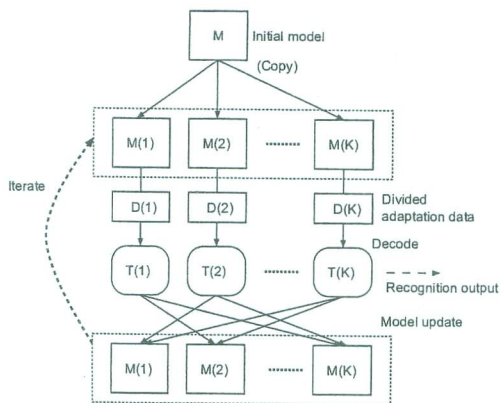 M Initial model
(Copy)
M(1) M(2) ......... M(K)
Iterate
D(1) D(2) D(K) Divided
adaptation data
Decode
T(1) T(2) ......... T(K)
Recognition output
Model update
M(1) M(2) ......... M(K)